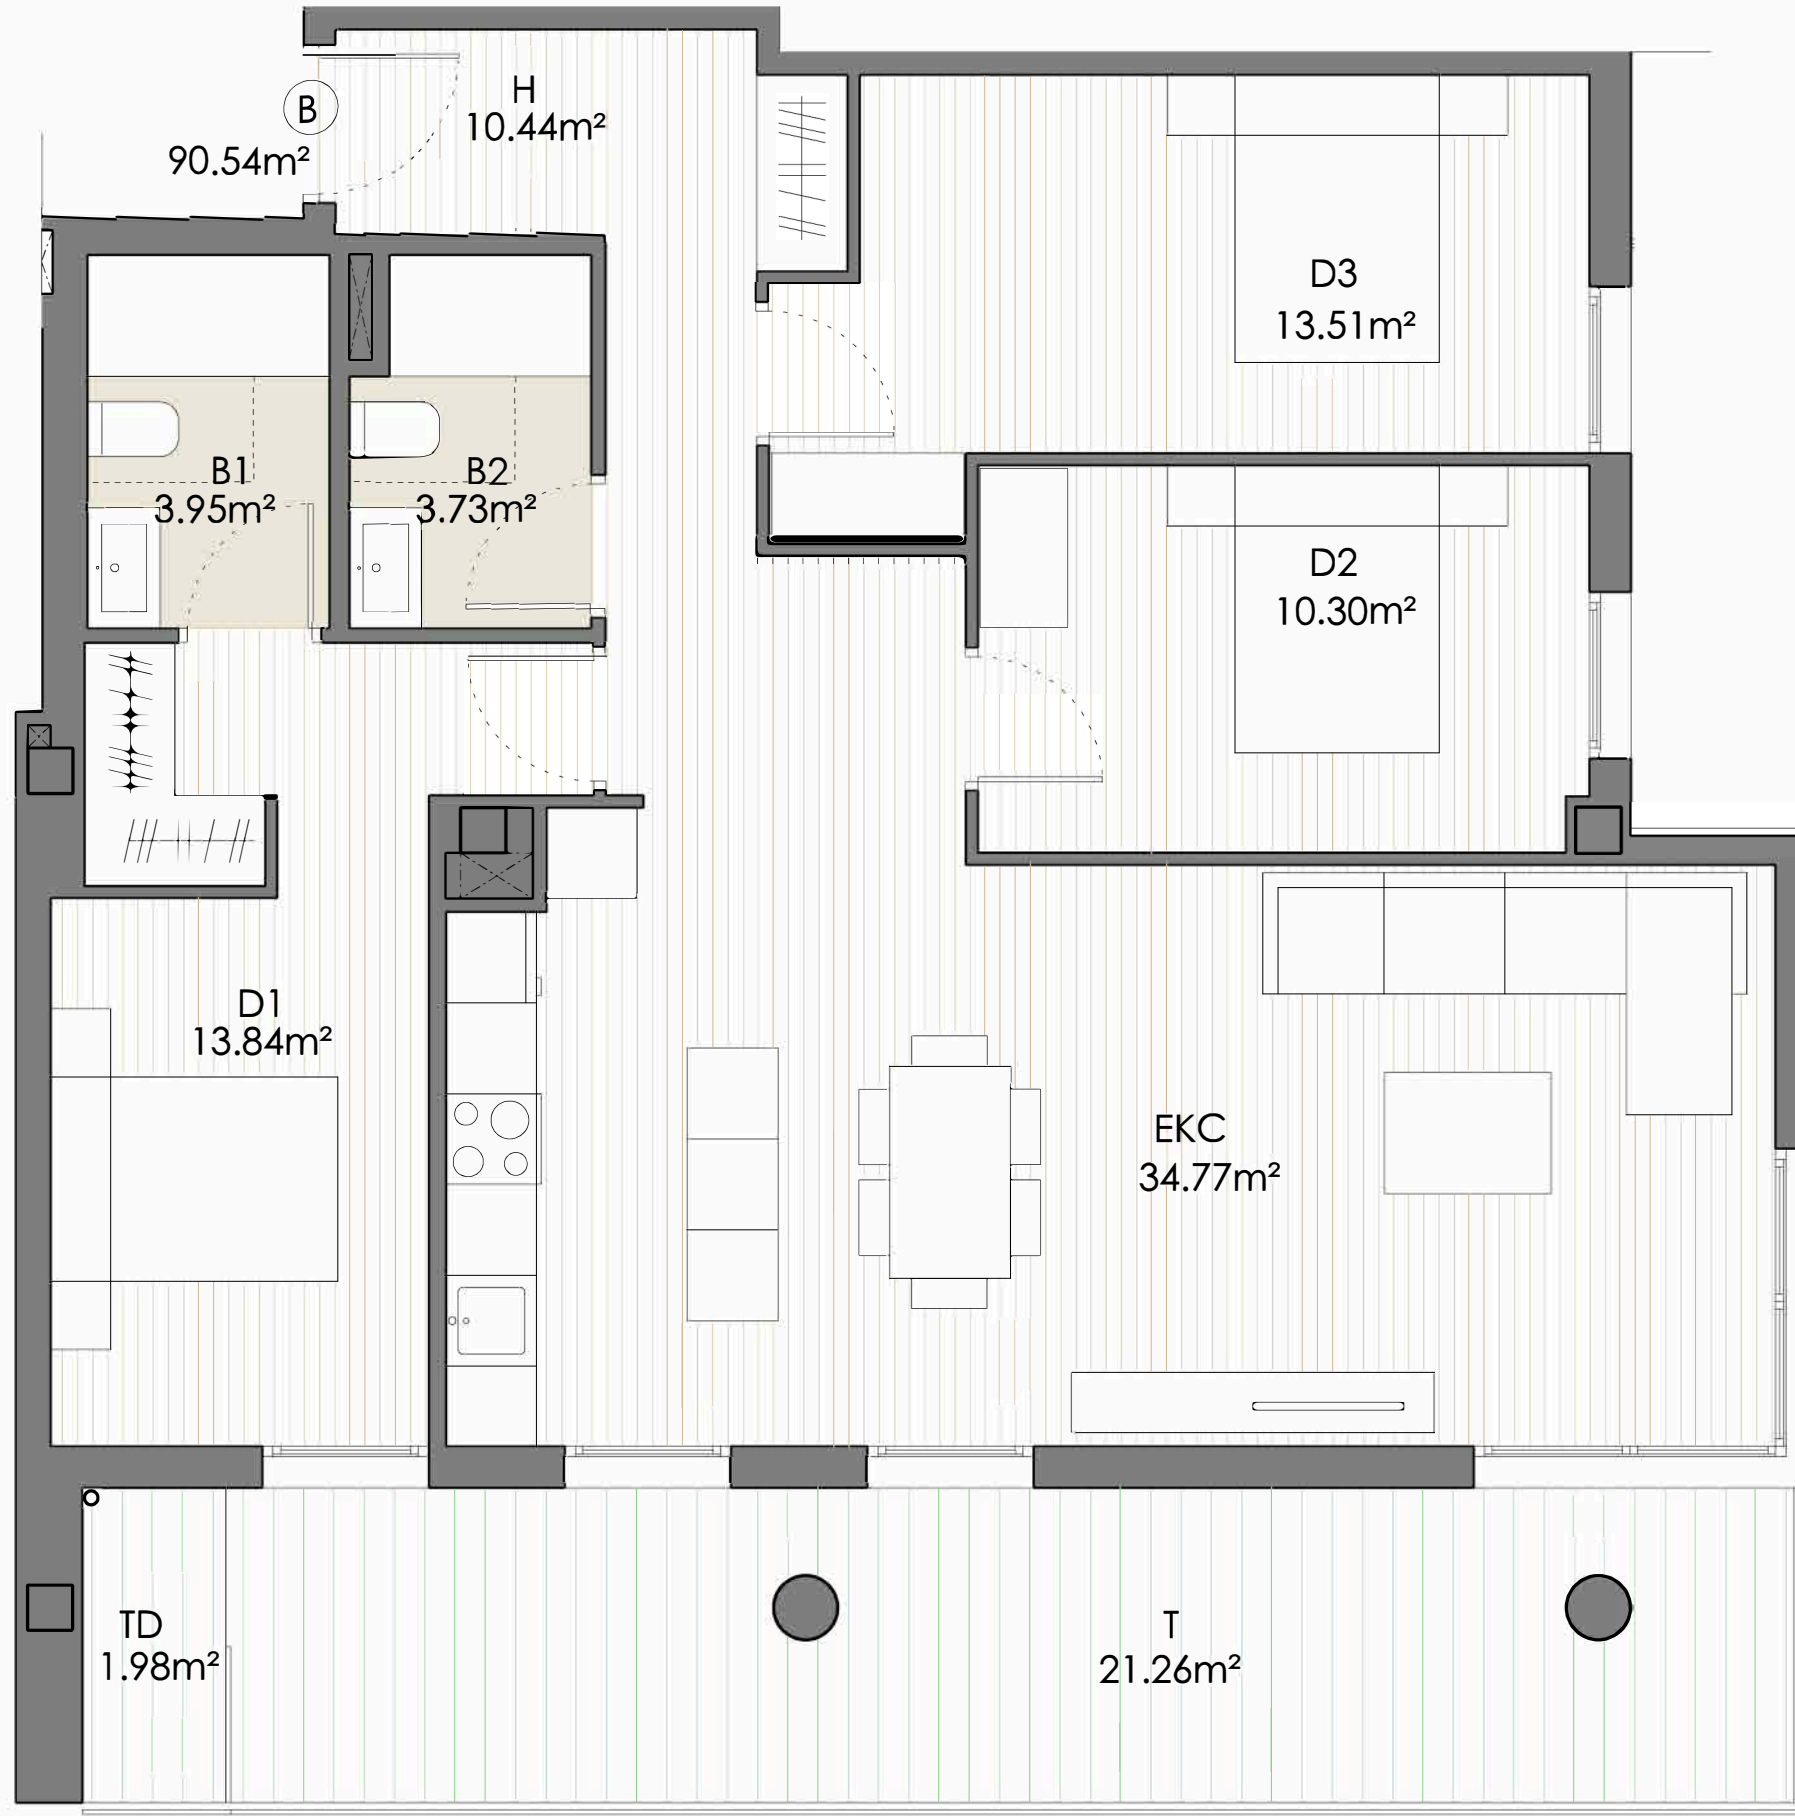 H
10.44m²
B
90.54m²
D3
13.51m²
B1
3.95m²
B2
3.73m²
D2
10.30m²
D1
13.84m²
EKC
34.77m²
TD
1.98m²
T
21.26m²